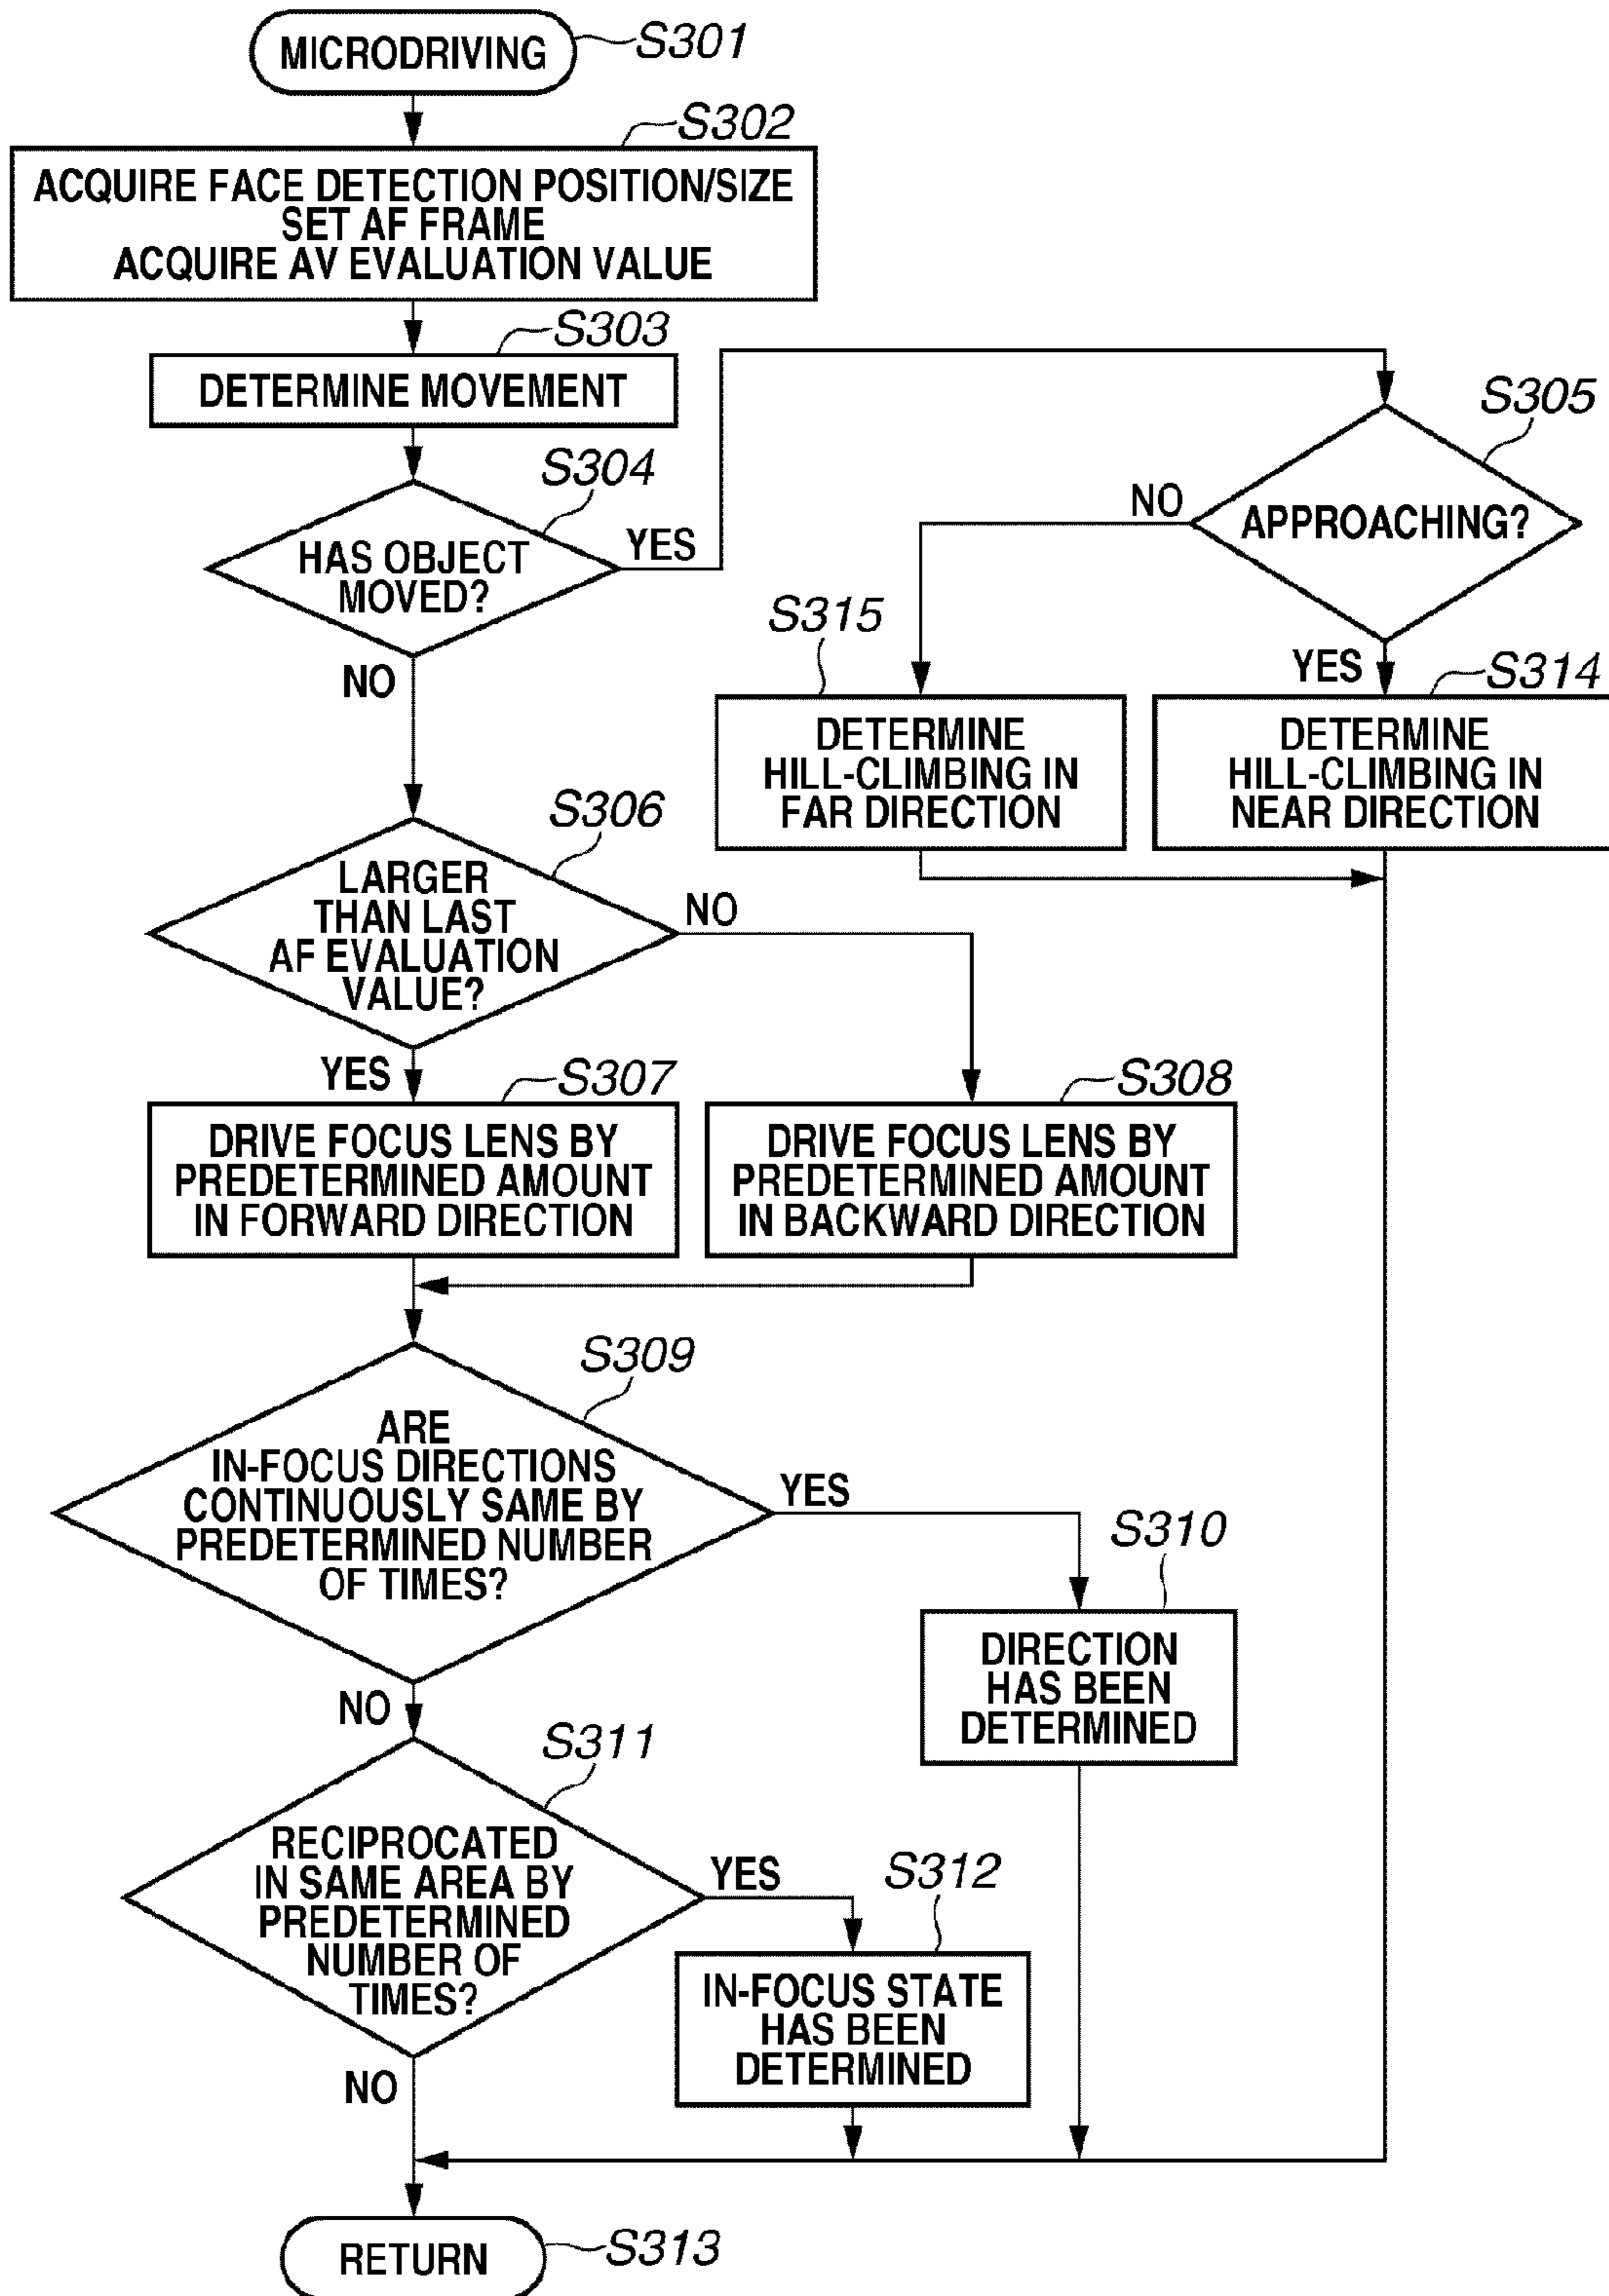 MICRODRIVING
S301
S302
ACQUIRE FACE DETECTION POSITION/SIZE
SET AF FRAME
ACQUIRE AV EVALUATION VALUE
S303
DETERMINE MOVEMENT
S304
HAS OBJECT
MOVED?
YES
NO
S305
APPROACHING?
NO
YES
S315
DETERMINE
HILL-CLIMBING IN
FAR DIRECTION
S314
DETERMINE
HILL-CLIMBING IN
NEAR DIRECTION
S306
LARGER
THAN LAST
AF EVALUATION
VALUE?
NO
YES
S307
DRIVE FOCUS LENS BY
PREDETERMINED AMOUNT
IN FORWARD DIRECTION
S308
DRIVE FOCUS LENS BY
PREDETERMINED AMOUNT
IN BACKWARD DIRECTION
S309
ARE
IN-FOCUS DIRECTIONS
CONTINUOUSLY SAME BY
PREDETERMINED NUMBER
OF TIMES?
YES
NO
S310
DIRECTION
HAS BEEN
DETERMINED
S311
RECIPROCATED
IN SAME AREA BY
PREDETERMINED
NUMBER OF
TIMES?
YES
NO
S312
IN-FOCUS STATE
HAS BEEN
DETERMINED
RETURN
S313